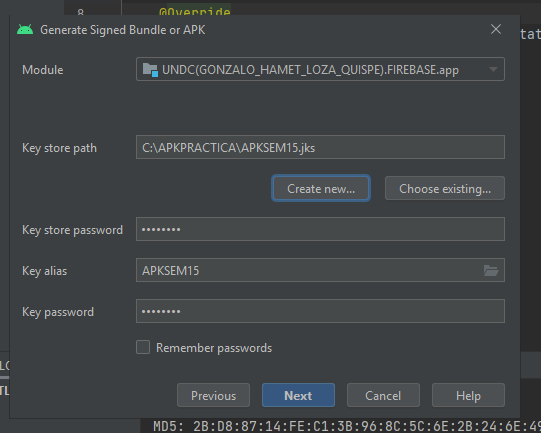 8 @Override
Generate Signed Bundle or APK
Module UNDC(GONZALO_HAMET_LOZA_QUISPE).FIREBASE.app
Key store path C:\APKPRACTICA\APKSEM15.jks
Create new... Choose existing...
Key store password ••••••••
Key alias APKSEM15
Key password ••••••••
Remember passwords
Previous Next Cancel Help
MD5: 2B:D8:87:14:FE:C1:3B:96:8C:5C:6E:2B:24:6E:49